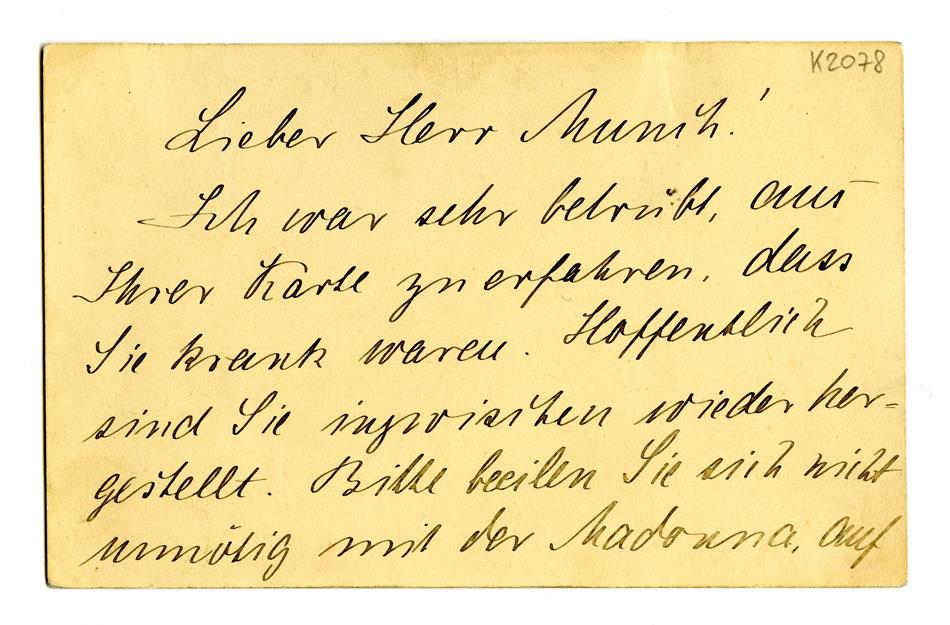 K2078
Lieber Herr Munch!
Ich war sehr betrübt, aus
Ihrer Karte zu erfahren, dass
Sie krank waren. Hoffentlich
sind Sie inzwischen wieder her=
gestellt. Bitte beeilen Sie sich nicht
unnötig mit der Madonna, auf